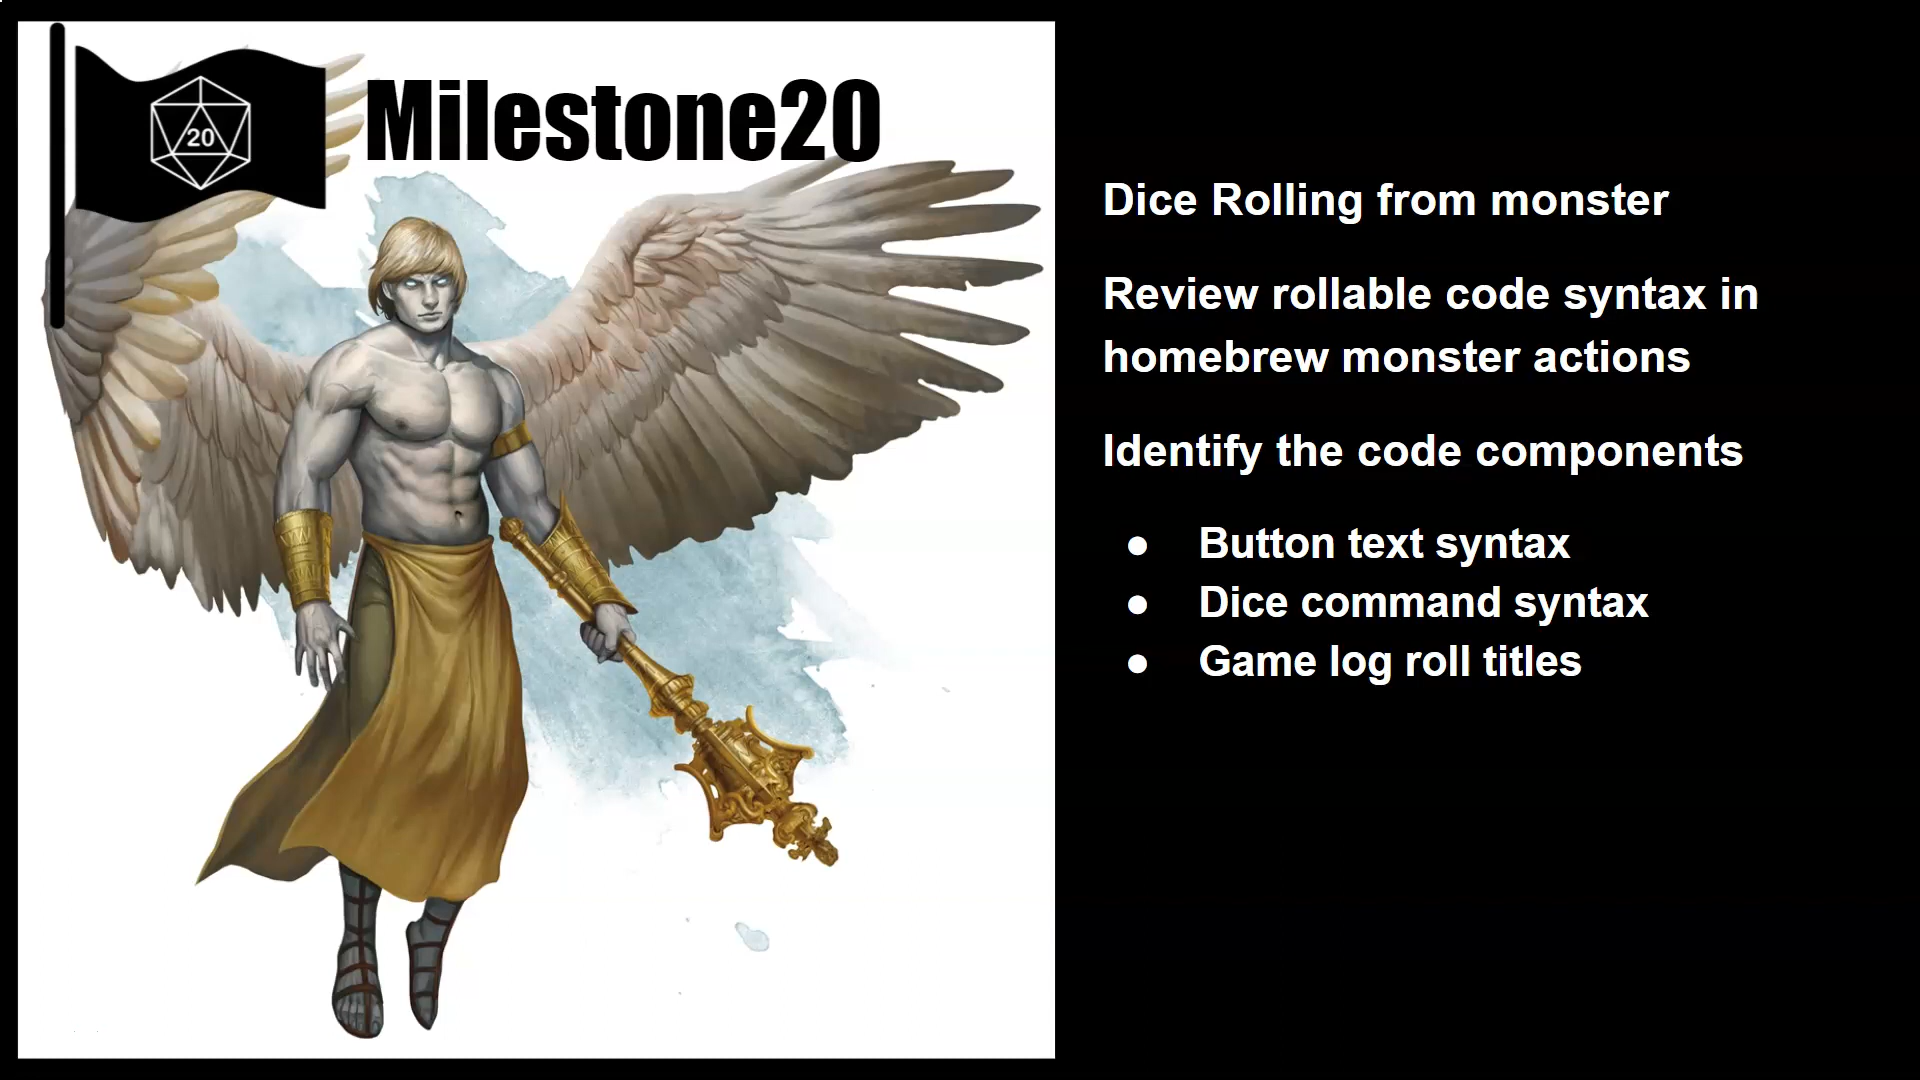 Milestone20
20
Dice Rolling from monster
Review rollable code syntax in
homebrew monster actions
Identify the code components
● Button text syntax
● Dice command syntax
● Game log roll titles